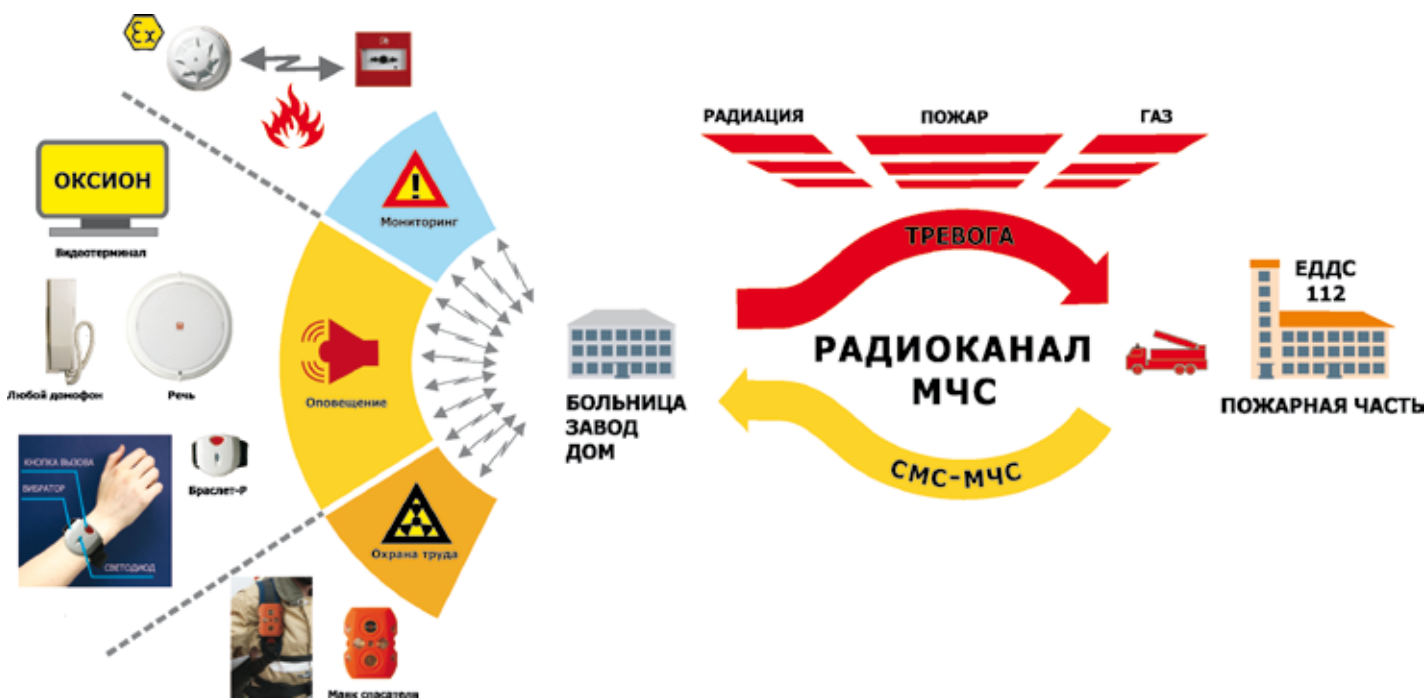 Ex
РАДИАЦИЯ
ПОЖАР
ГАЗ
ОКСИОН
Видеотерминал
!
Мониторинг
ТРЕВОГА
ЕДДС
112
РАДИОКАНАЛ
МЧС
Любой домофон
Речь
Оповещение
БОЛЬНИЦА
ЗАВОД
ДОМ
ПОЖАРНАЯ ЧАСТЬ
СМС-МЧС
КНОПКА ВЫЗОВА
ВИБРАТОР
СВЕТОДИОД
Браслет-Р
Охрана труда
Маяк спасателя